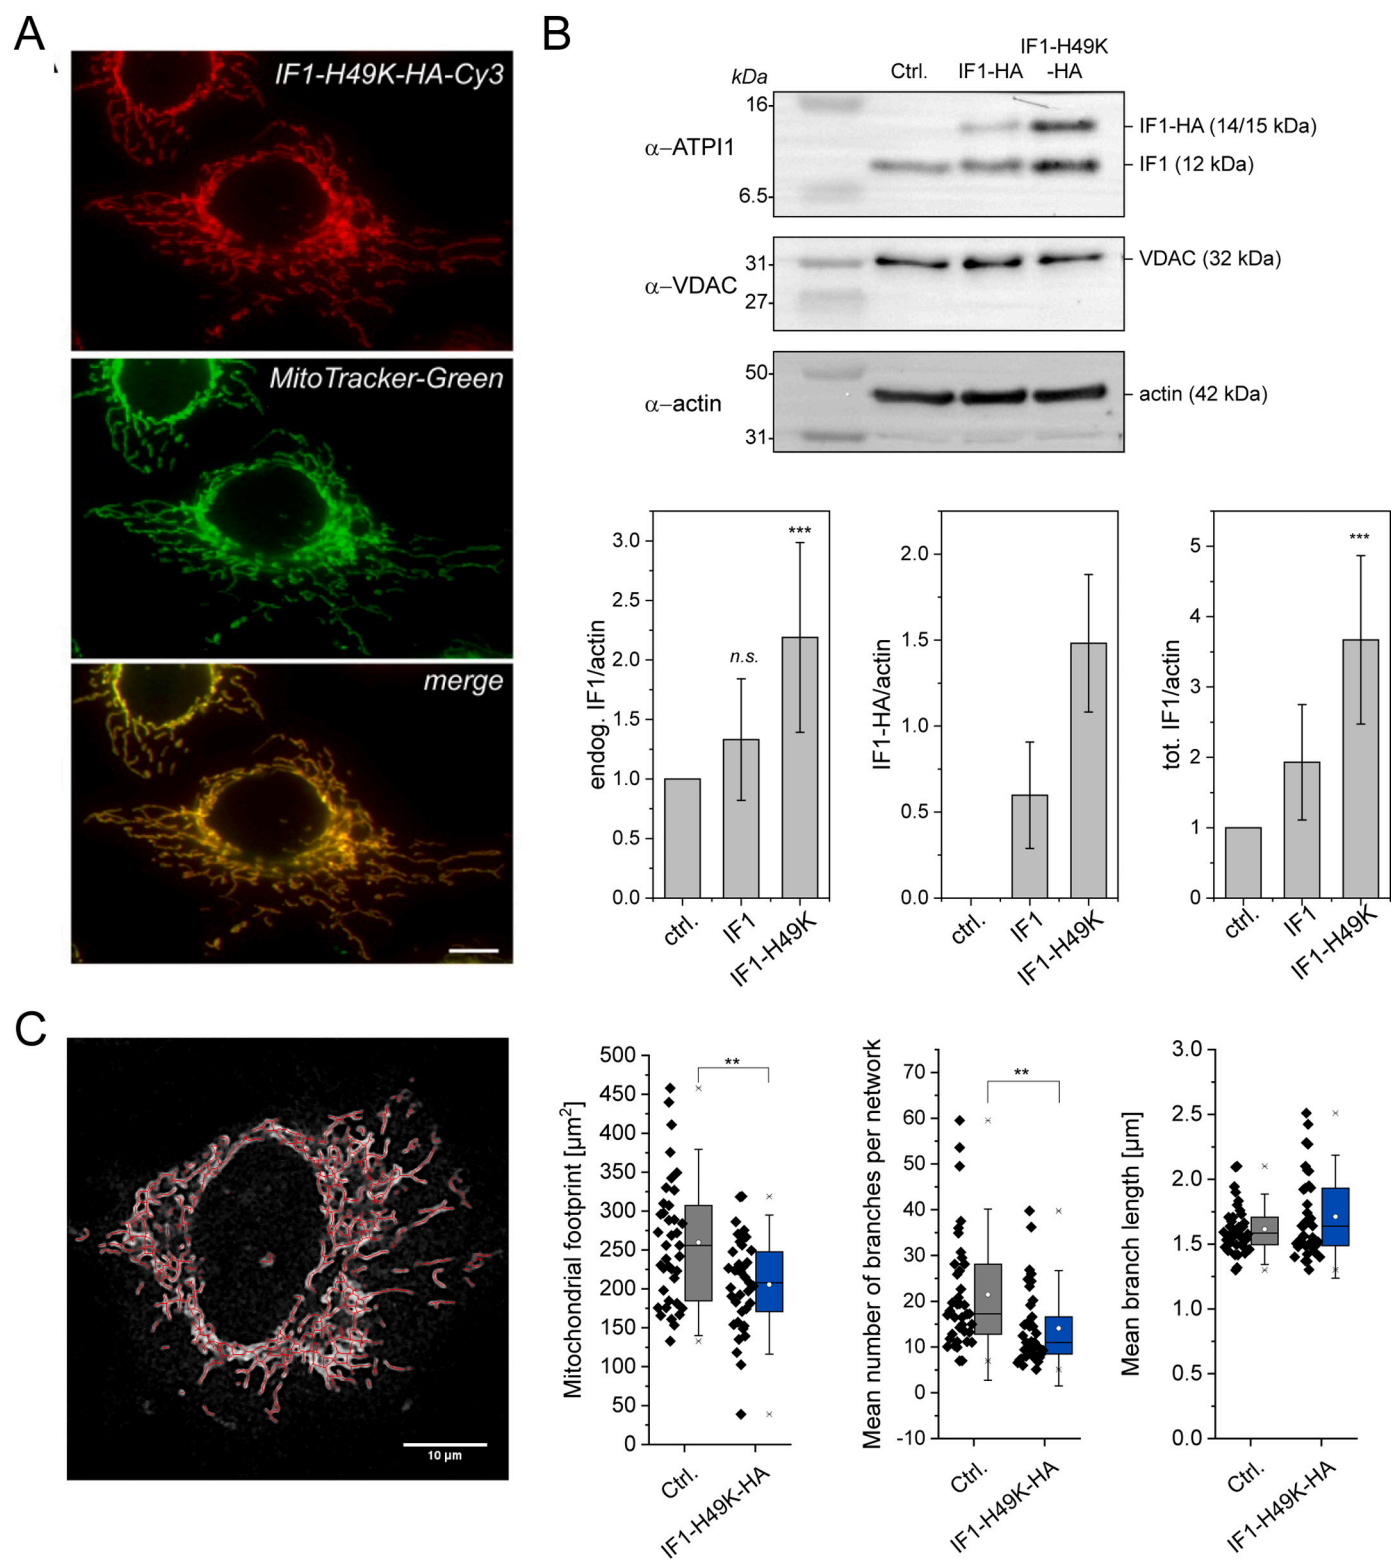 A
IF1-H49K-HA-Cy3
MitoTracker-Green
merge
B
kDa
Ctrl.
IF1-HA
IF1-H49K
-HA
16
6.5
α–ATPI1
IF1-HA (14/15 kDa)
IF1 (12 kDa)
31
27
α–VDAC
VDAC (32 kDa)
50
31
α–actin
actin (42 kDa)
endog. IF1/actin
3.0
2.5
2.0
1.5
1.0
0.5
0.0
n.s.
***
ctrl.
IF1
IF1-H49K
IF1-HA/actin
2.0
1.5
1.0
0.5
0.0
ctrl.
IF1
IF1-H49K
tot. IF1/actin
5
4
3
2
1
0
***
ctrl.
IF1
IF1-H49K
C
10 µm
Mitochondrial footprint [µm²]
500
450
400
350
300
250
200
150
100
50
0
**
Ctrl.
IF1-H49K-HA
Mean number of branches per network
70
60
50
40
30
20
10
0
-10
**
Ctrl.
IF1-H49K-HA
Mean branch length [µm]
3.0
2.5
2.0
1.5
1.0
0.5
0.0
Ctrl.
IF1-H49K-HA